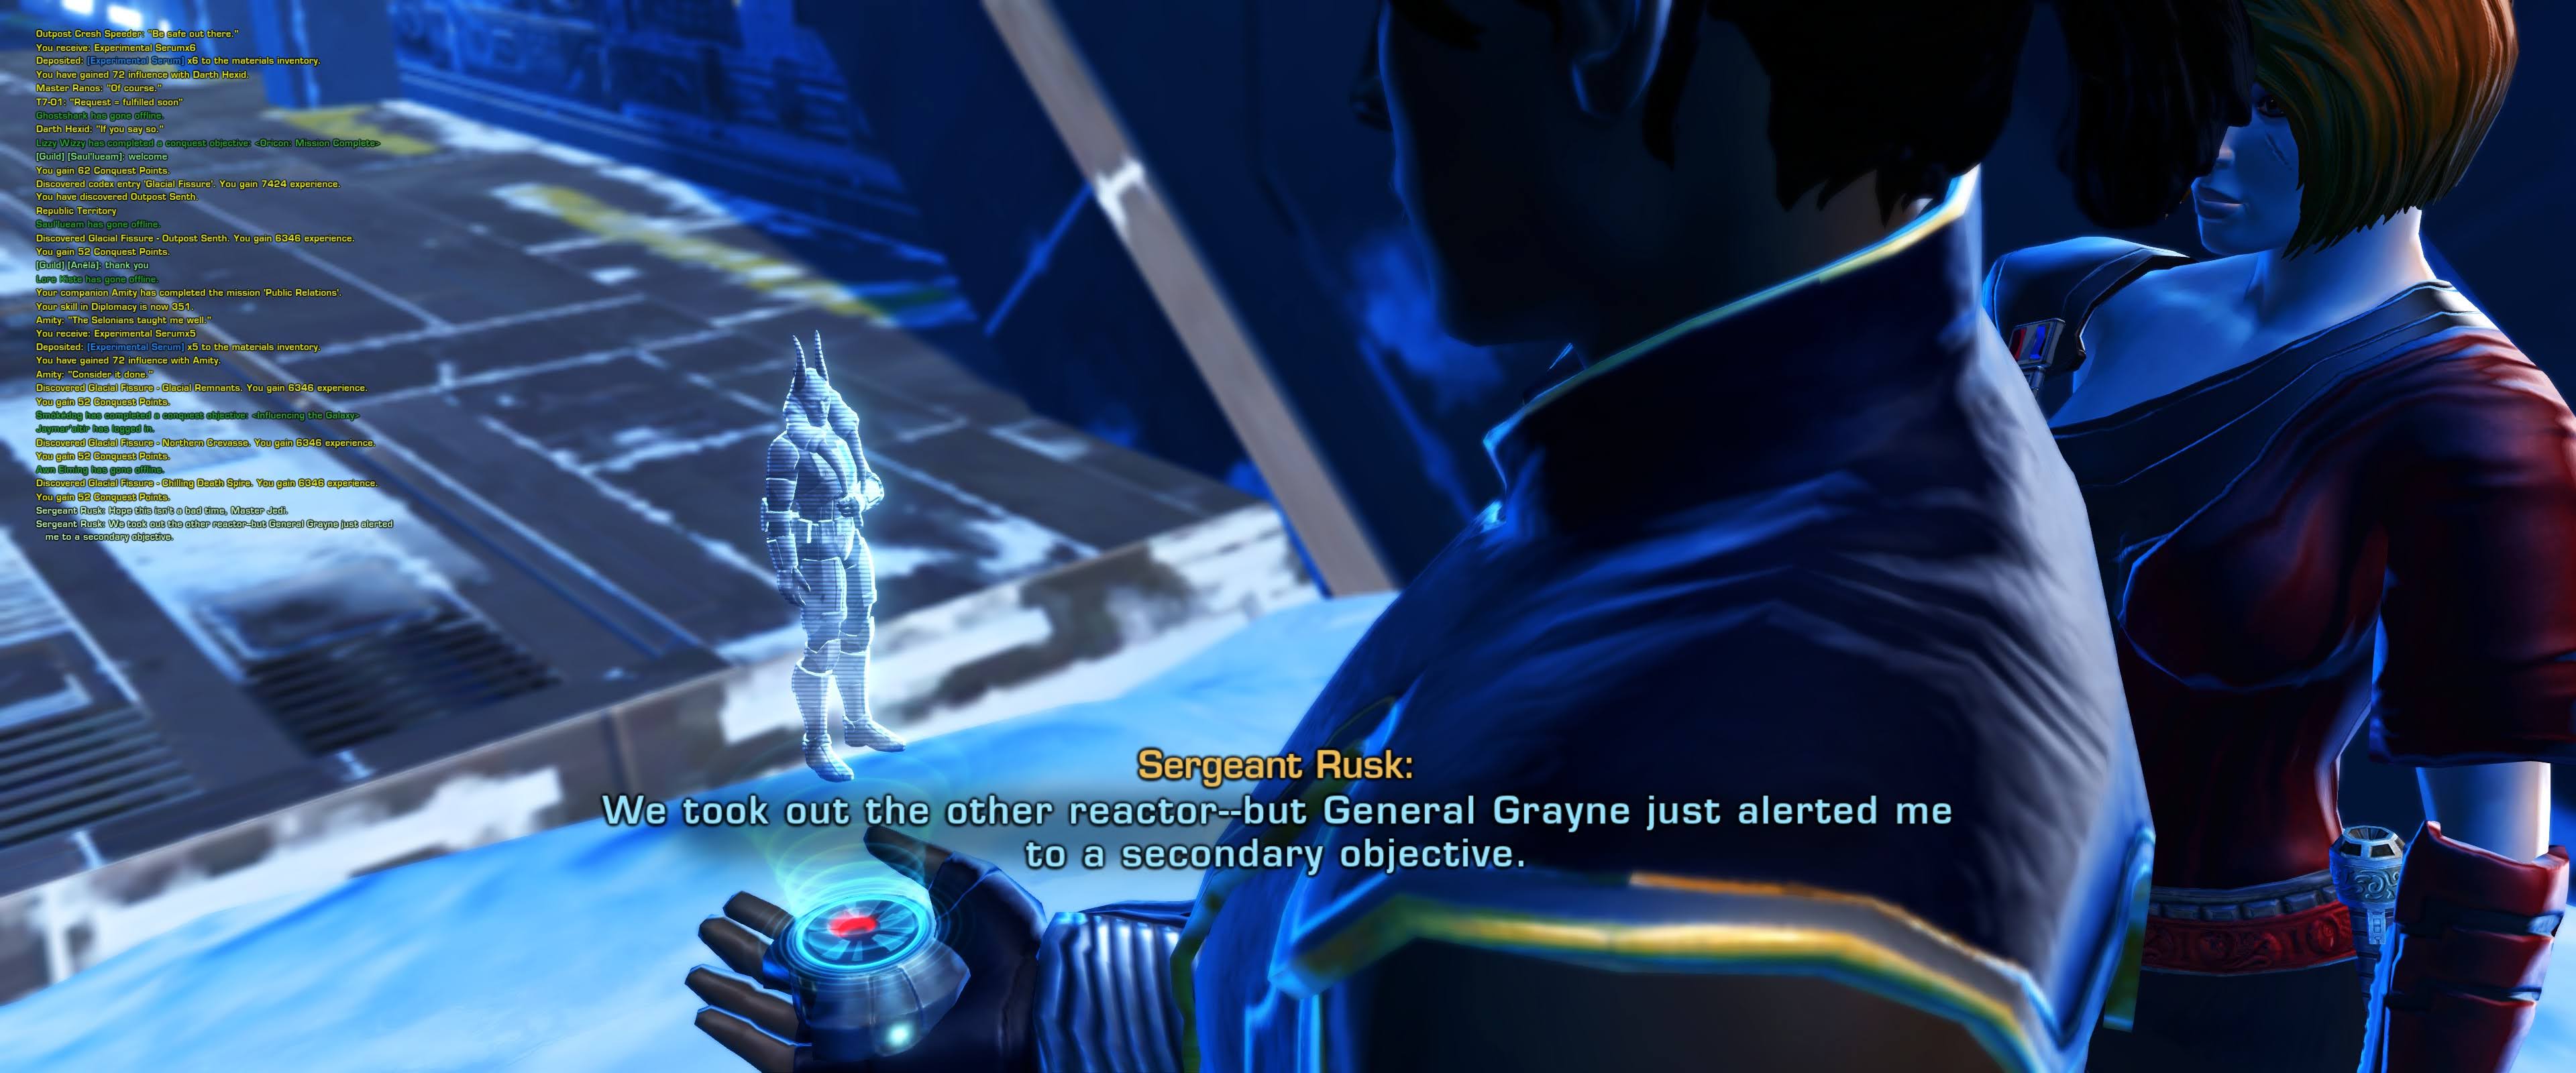 Outpost Cresh Speeder: "Be safe out there."
You receive: Experimental Serumx6
Deposited: [Experimental Serum] x6 to the materials inventory.
You have gained 72 influence with Darth Hexid.
Master Ranos: "Of course."
T7-01: "Request = fulfilled soon"
Ghostshark has gone offline.
Darth Hexid: "If you say so."
Lizzy Wizzy has completed a conquest objective: <Oricon: Mission Complete>
[Guild] [Saul'lueam]: welcome
You gain 62 Conquest Points.
Discovered codex entry 'Glacial Fissure'. You gain 7424 experience.
You have discovered Outpost Senth.
Republic Territory
Saul'lueam has gone offline.
Discovered Glacial Fissure - Outpost Senth. You gain 6346 experience.
You gain 52 Conquest Points.
[Guild] [Anëlä]: thank you
has gone offline.
Your companion Amity has completed the mission 'Public Relations'.
Your skill in Diplomacy is now 351.
Amity: "The Selonians taught me well."
You receive: Experimental Serumx5
Deposited: [Experimental Serum] x5 to the materials inventory.
You have gained 72 influence with Amity.
Amity: "Consider it done."
Discovered Glacial Fissure - Glacial Remnants. You gain 6346 experience.
You gain 52 Conquest Points.
has completed a conquest objective: <Influencing the Galaxy>
has logged in.
Discovered Glacial Fissure - Northern Crevasse. You gain 6346 experience.
You gain 52 Conquest Points.
Awn Elming has gone offline.
Discovered Glacial Fissure - Chilling Death Spire. You gain 6346 experience.
You gain 52 Conquest Points.
Sergeant Rusk: Hope this isn't a bad time, Master Jedi.
Sergeant Rusk: We took out the other reactor--but General Grayne just alerted
me to a secondary objective.
Sergeant Rusk:
We took out the other reactor--but General Grayne just alerted me
to a secondary objective.